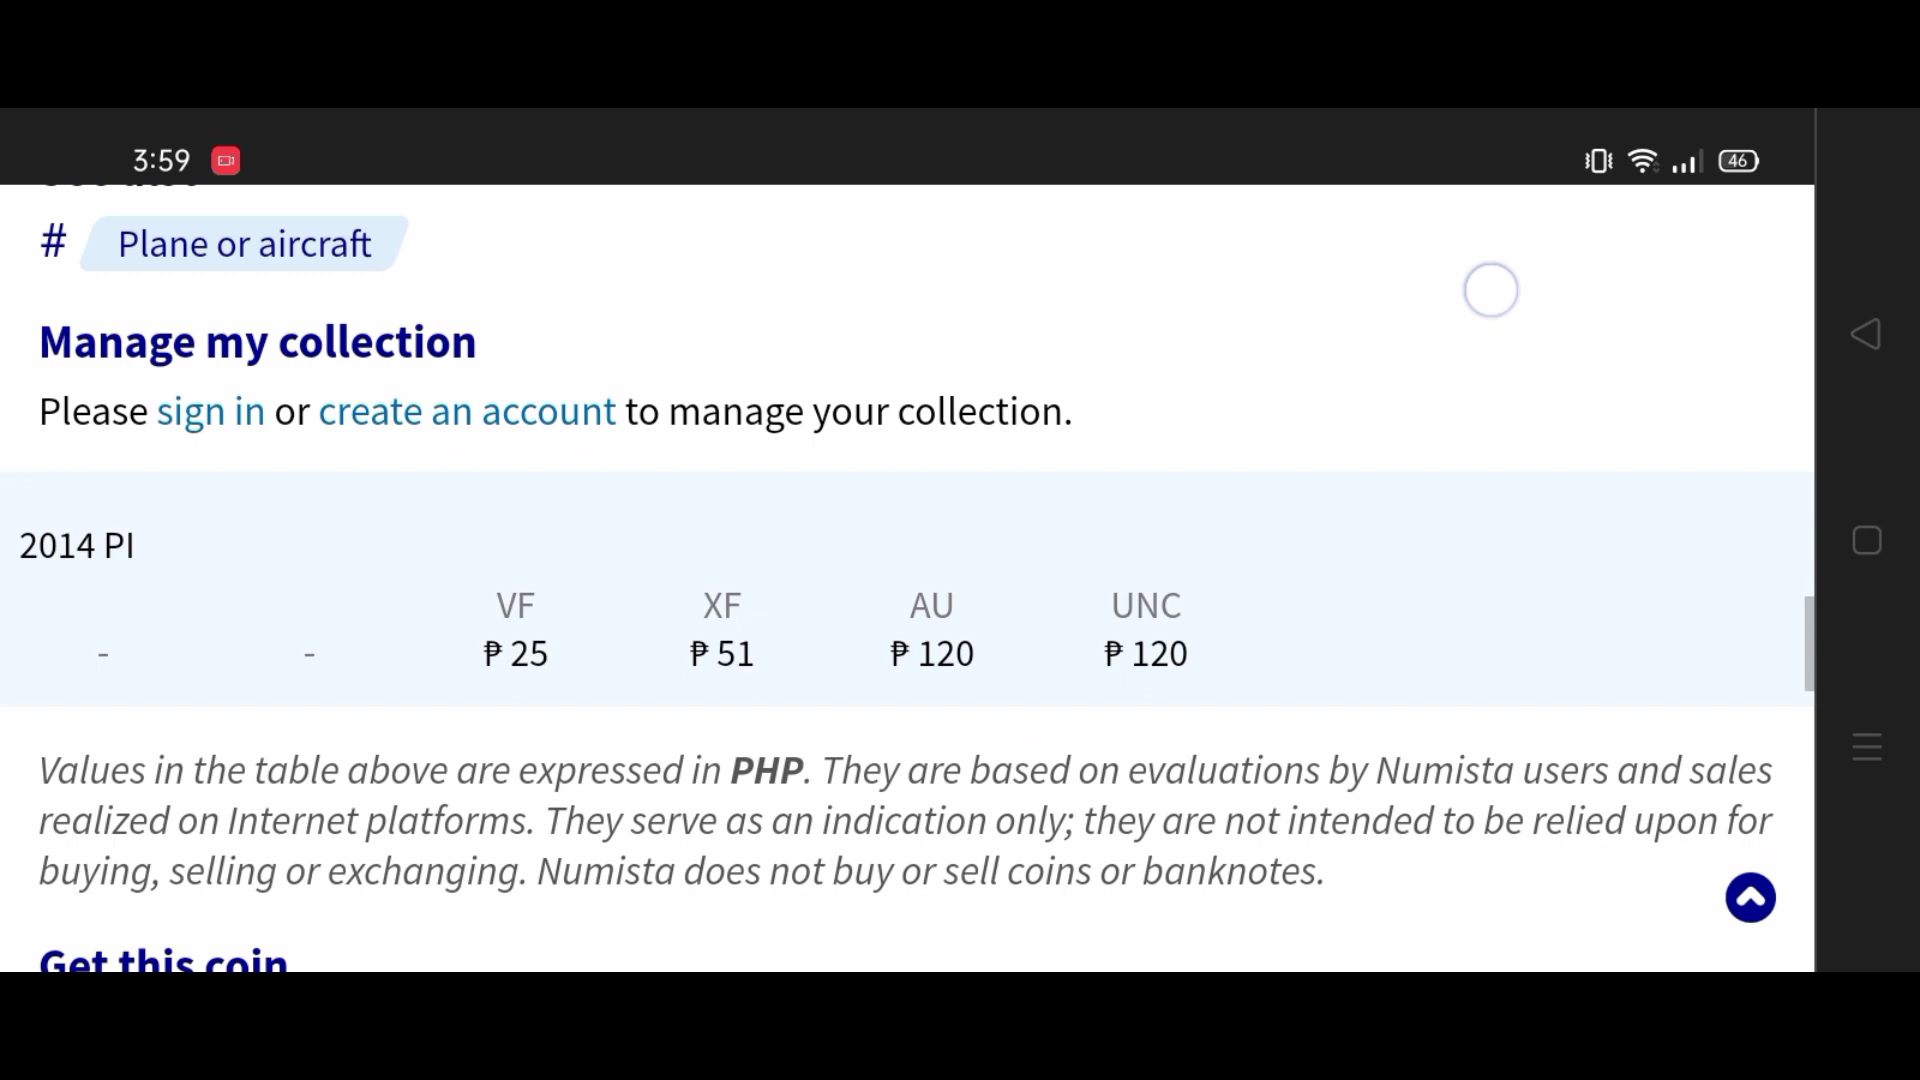 3:59
46
# Plane or aircraft
Manage my collection
Please sign in or create an account to manage your collection.
2014 PI
VF XF AU UNC
- - ₱ 25 ₱ 51 ₱ 120 ₱ 120
Values in the table above are expressed in PHP. They are based on evaluations by Numista users and sales
realized on Internet platforms. They serve as an indication only; they are not intended to be relied upon for
buying, selling or exchanging. Numista does not buy or sell coins or banknotes.
Get this coin